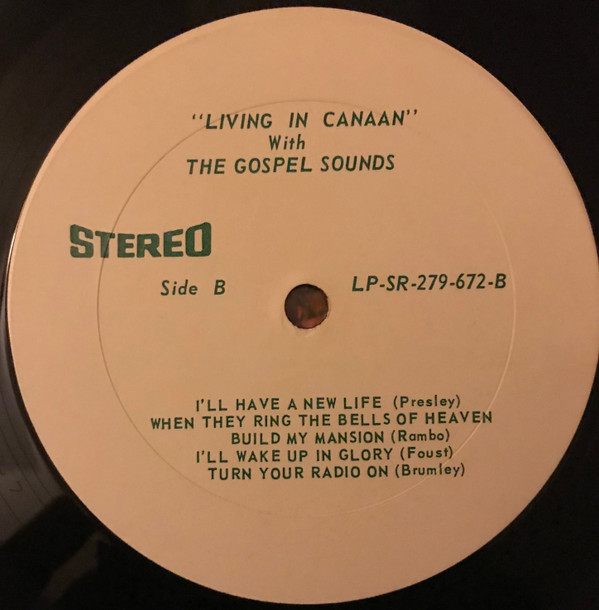 "LIVING IN CANAAN"
With
THE GOSPEL SOUNDS
STEREO
Side B LP-SR-279-672-B
I'LL HAVE A NEW LIFE (Presley)
WHEN THEY RING THE BELLS OF HEAVEN
BUILD MY MANSION (Rambo)
I'LL WAKE UP IN GLORY (Foust)
TURN YOUR RADIO ON (Brumley)